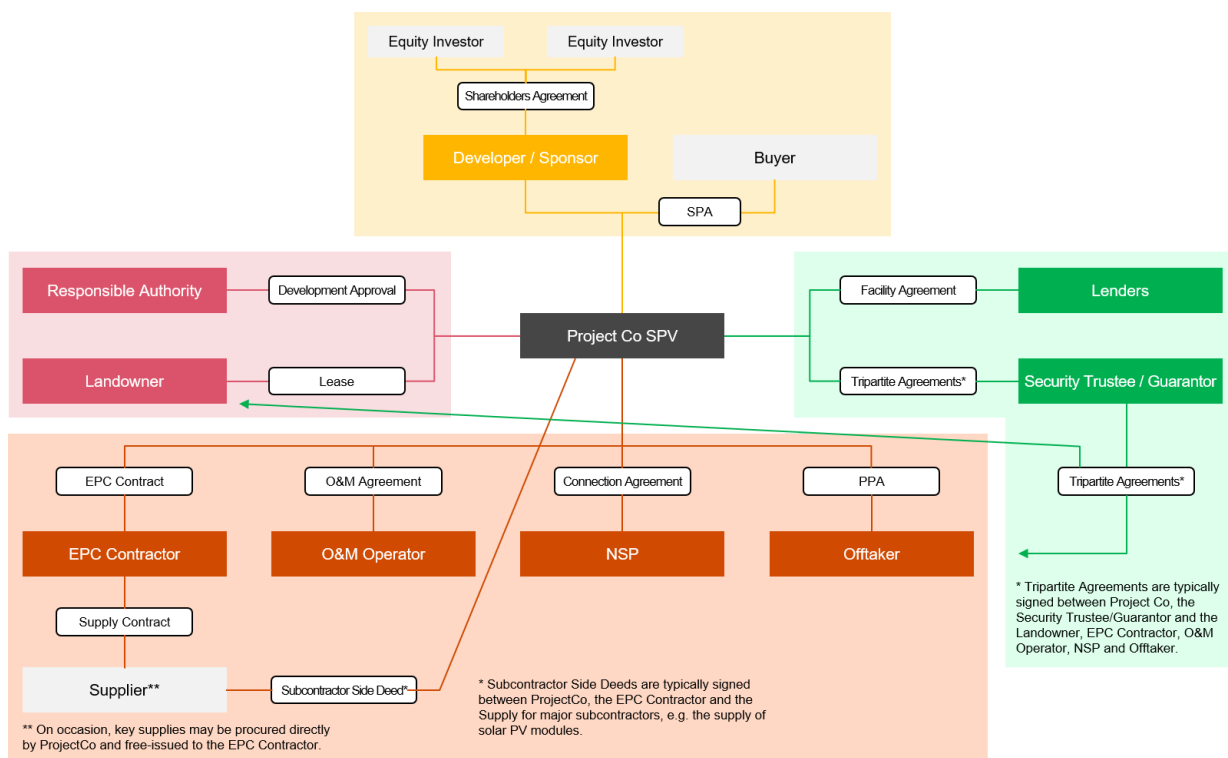 Equity Investor
Equity Investor
Shareholders Agreement
Developer / Sponsor
Buyer
SPA
Responsible Authority
Development Approval
Facility Agreement
Lenders
Project Co SPV
Landowner
Lease
Tripartite Agreements*
Security Trustee / Guarantor
EPC Contract
O&M Agreement
Connection Agreement
PPA
Tripartite Agreements*
EPC Contractor
O&M Operator
NSP
Offtaker
* Tripartite Agreements are typically
signed between Project Co, the
Security Trustee/Guarantor and the
Landowner, EPC Contractor, O&M
Operator, NSP and Offtaker.
Supply Contract
Supplier**
Subcontractor Side Deed*
* Subcontractor Side Deeds are typically signed
between ProjectCo, the EPC Contractor and the
Supply for major subcontractors, e.g. the supply of
solar PV modules.
** On occasion, key supplies may be procured directly
by ProjectCo and free-issued to the EPC Contractor.